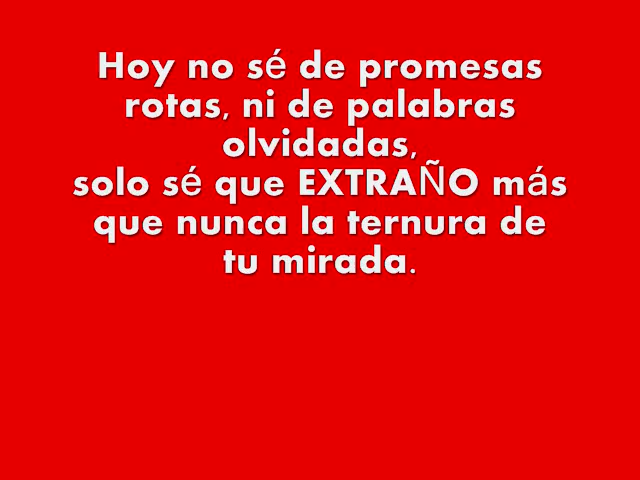 Hoy no sé de promesas
rotas, ni de palabras
olvidadas,
solo sé que EXTRAÑO más
que nunca la ternura de
tu mirada.